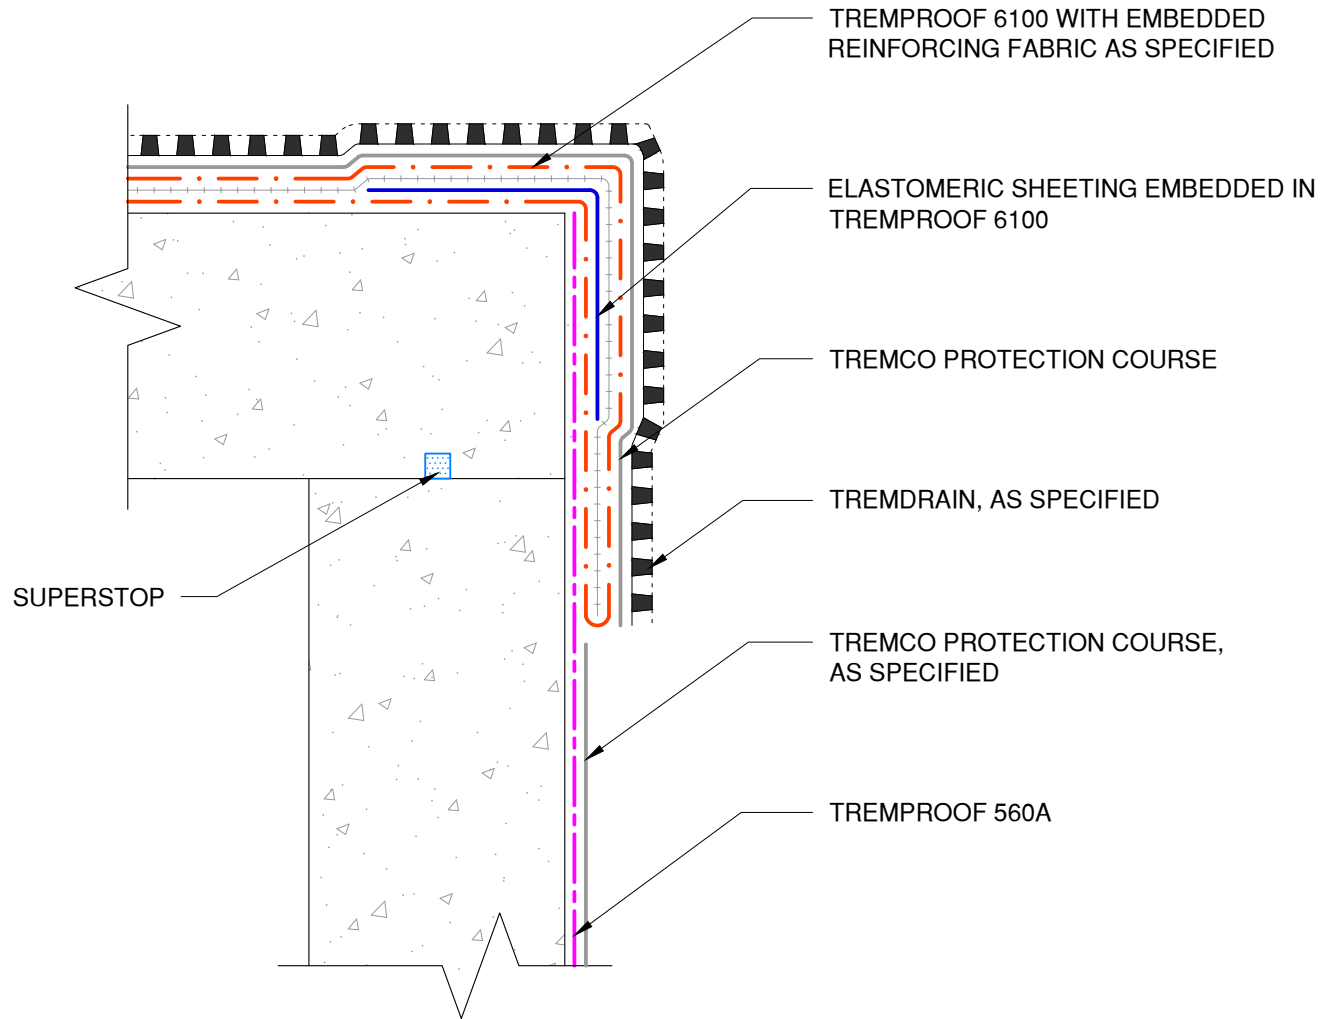 TREMPROOF 6100 WITH EMBEDDED
REINFORCING FABRIC AS SPECIFIED
ELASTOMERIC SHEETING EMBEDDED IN
TREMPROOF 6100
TREMCO PROTECTION COURSE
TREMDRAIN, AS SPECIFIED
SUPERSTOP
TREMCO PROTECTION COURSE,
AS SPECIFIED
TREMPROOF 560A